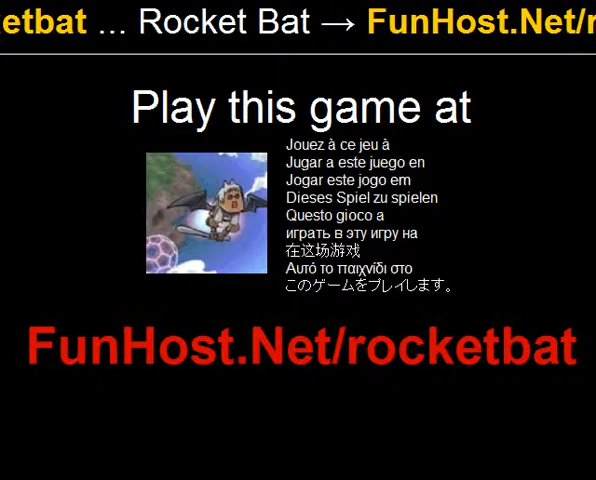 etbat ... Rocket Bat → FunHost.Net/r
Play this game at
Jouez à ce jeu à
Jugar a este juego en
Jogar este jogo em
Dieses Spiel zu spielen
Questo gioco a
играть в эту игру на
在这场游戏
Αυτό το παιχνίδι στο
このゲームをプレイします。
FunHost.Net/rocketbat